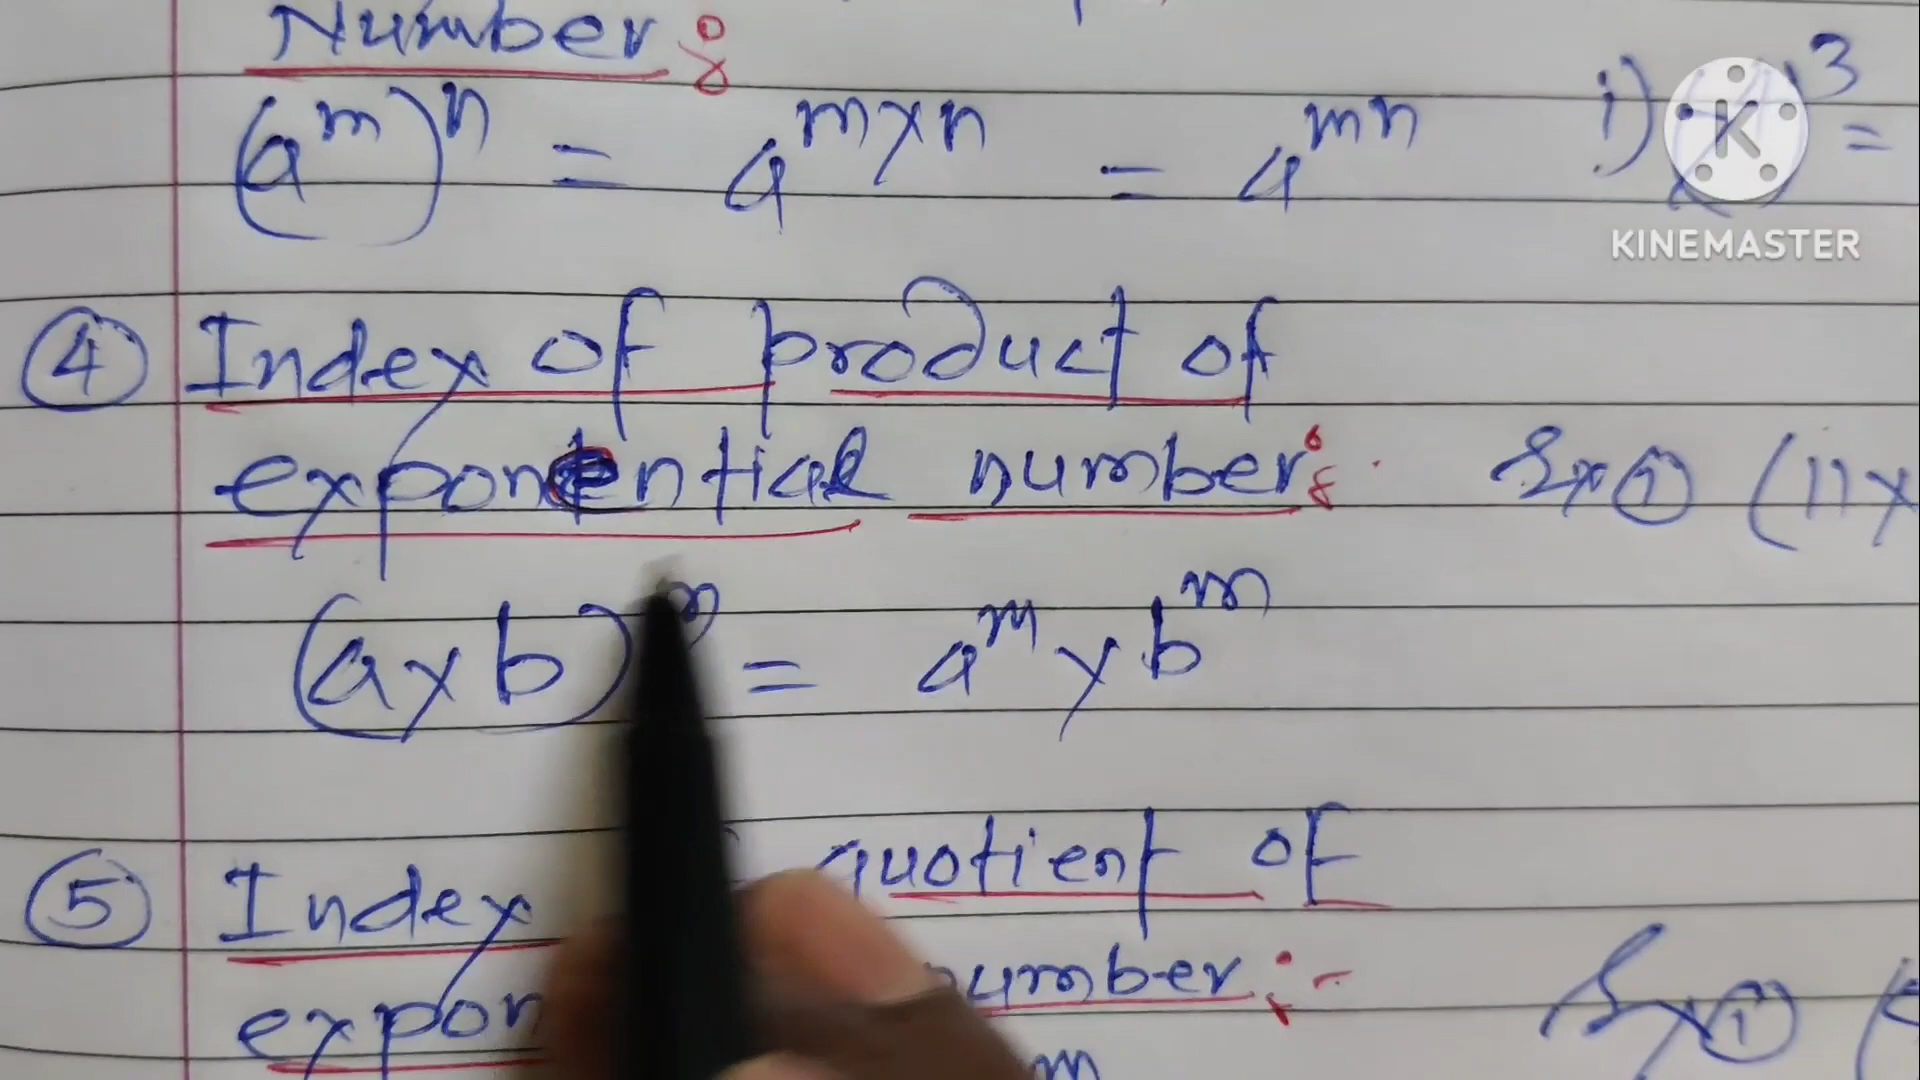 Number:
(a^m)^n = a^{m×n} = a^{mn} i) ^3 =
KINEMASTER
④ Index of product of
exponential number: Ex ① (11×
(a×b)^m = a^m × b^m
⑤ Index quotient of
expon number:- Ex ① (
m